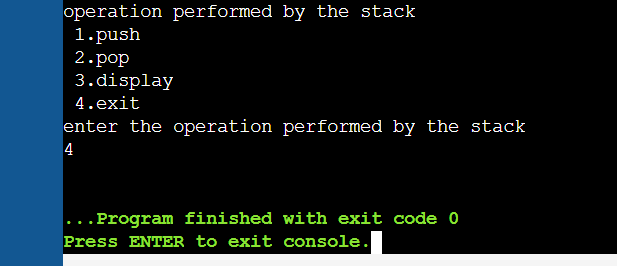 operation performed by the stack
1.push
2.pop
3.display
4.exit
enter the operation performed by the stack
4
...Program finished with exit code 0
Press ENTER to exit console.